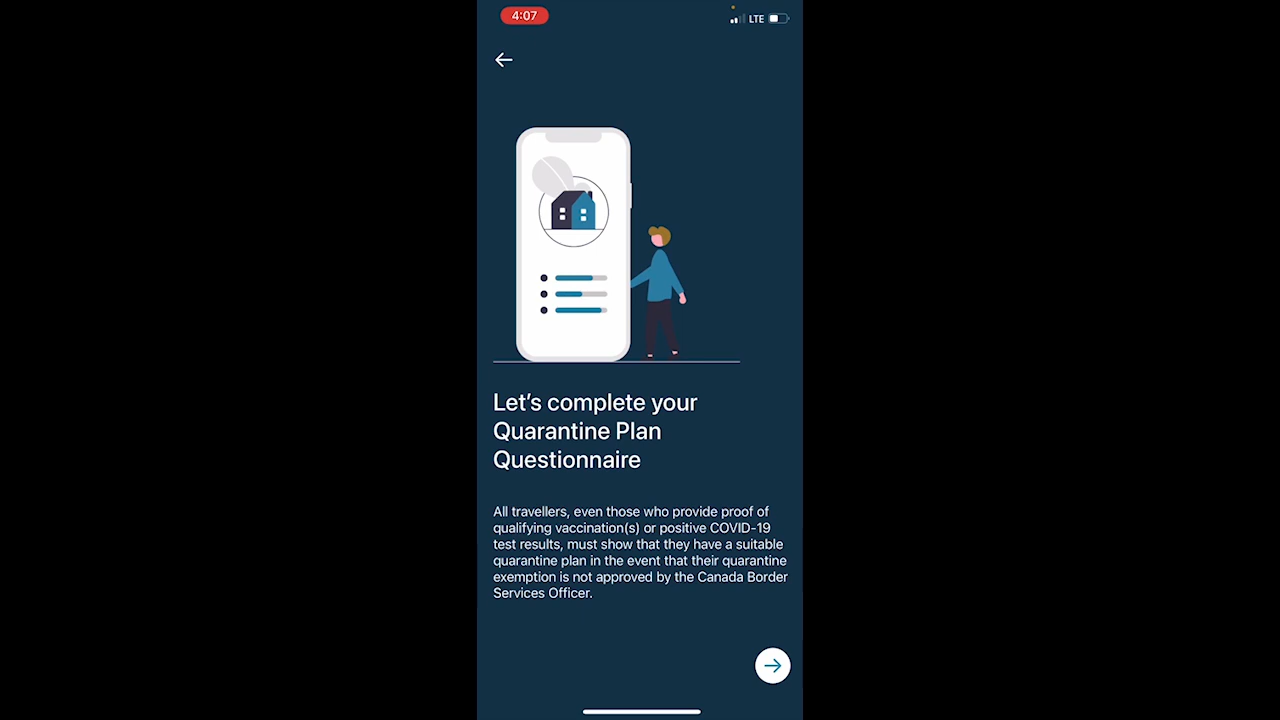 4:07
LTE
Let’s complete your
Quarantine Plan
Questionnaire
All travellers, even those who provide proof of
qualifying vaccination(s) or positive COVID-19
test results, must show that they have a suitable
quarantine plan in the event that their quarantine
exemption is not approved by the Canada Border
Services Officer.